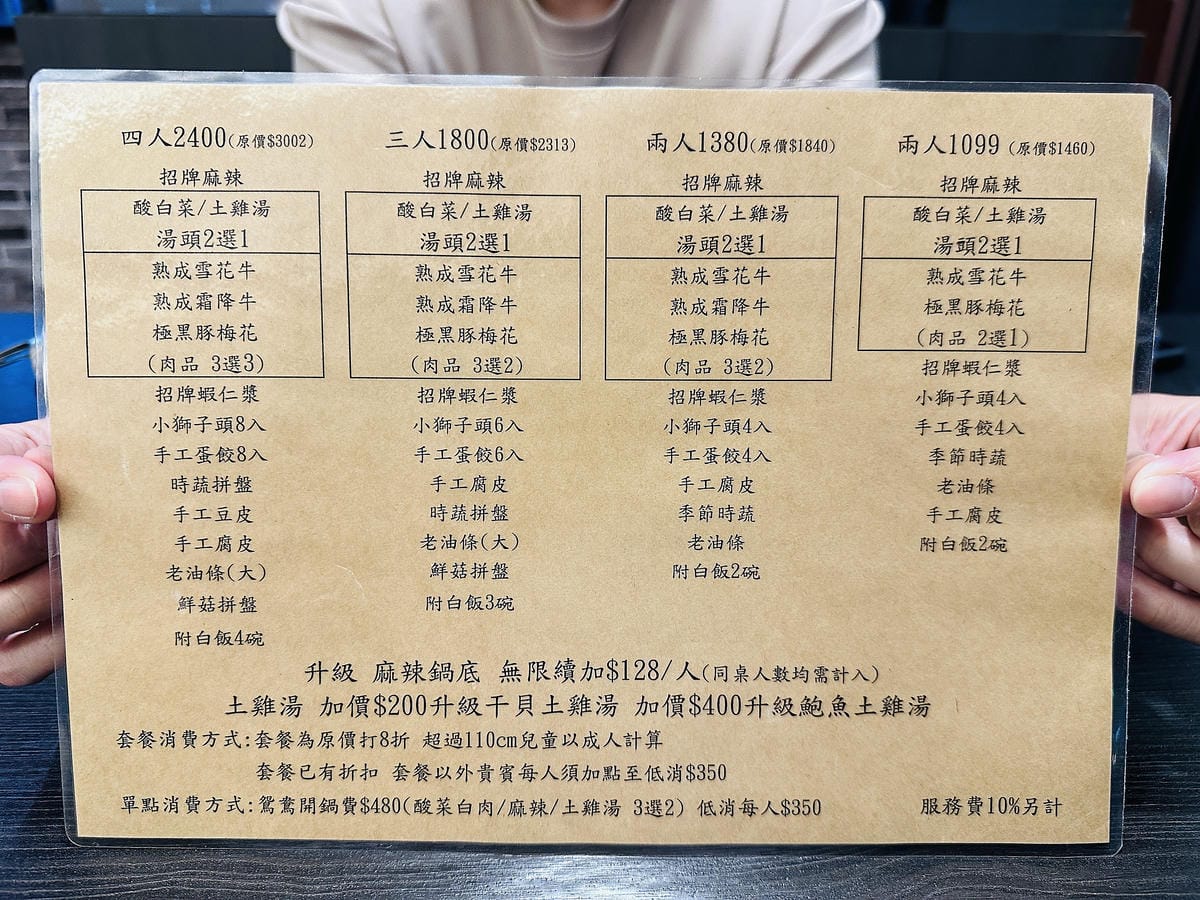 四人2400(原價$3002)
招牌麻辣
酸白菜/土雞湯
湯頭2選1
熟成雪花牛
熟成霜降牛
極黑豚梅花
(肉品 3選3)
招牌蝦仁漿
小獅子頭8入
手工蛋餃8入
時蔬拼盤
手工豆皮
手工腐皮
老油條(大)
鮮菇拼盤
附白飯4碗
三人1800(原價$2313)
招牌麻辣
酸白菜/土雞湯
湯頭2選1
熟成雪花牛
熟成霜降牛
極黑豚梅花
(肉品 3選2)
招牌蝦仁漿
小獅子頭6入
手工蛋餃6入
手工腐皮
時蔬拼盤
老油條(大)
鮮菇拼盤
附白飯3碗
兩人1380(原價$1840)
招牌麻辣
酸白菜/土雞湯
湯頭2選1
熟成雪花牛
熟成霜降牛
極黑豚梅花
(肉品 3選2)
招牌蝦仁漿
小獅子頭4入
手工蛋餃4入
手工腐皮
季節時蔬
老油條
附白飯2碗
兩人1099 (原價$1460)
招牌麻辣
酸白菜/土雞湯
湯頭2選1
熟成雪花牛
極黑豚梅花
(肉品 2選1)
招牌蝦仁漿
小獅子頭4入
手工蛋餃4入
季節時蔬
老油條
手工腐皮
附白飯2碗
升級 麻辣鍋底 無限續加$128/人(同桌人數均需計入)
土雞湯 加價$200升級干貝土雞湯 加價$400升級鮑魚土雞湯
套餐消費方式:套餐為原價打8折 超過110cm兒童以成人計算
套餐已有折扣 套餐以外貴賓每人須加點至低消$350
單點消費方式:鴛鴦開鍋費$480(酸菜白肉/麻辣/土雞湯 3選2) 低消每人$350
服務費10%另計